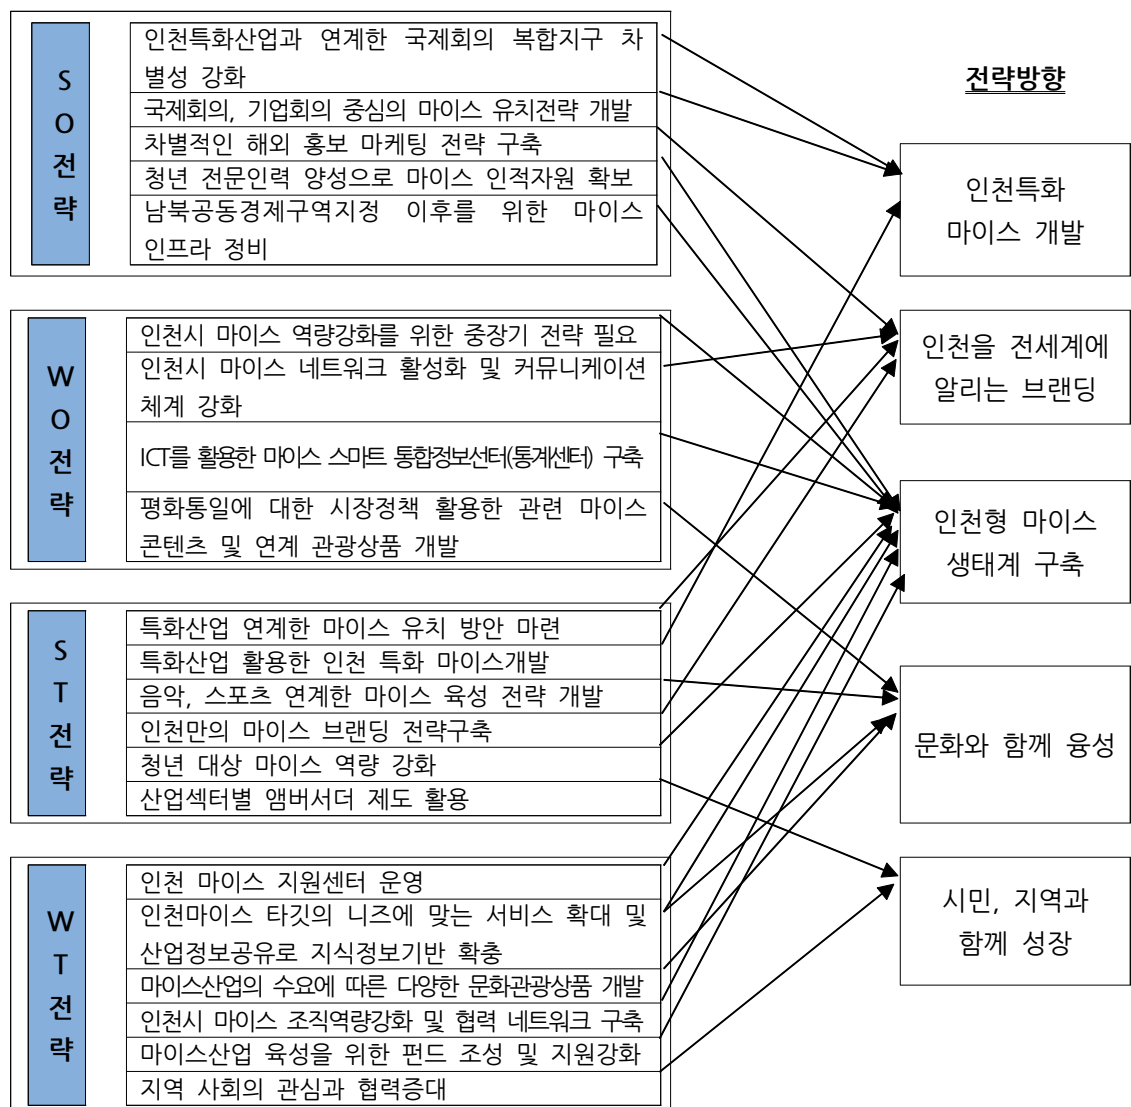 S
O
전
략
인천특화산업과 연계한 국제회의 복합지구 차
별성 강화
국제회의, 기업회의 중심의 마이스 유치전략 개발
차별적인 해외 홍보 마케팅 전략 구축
청년 전문인력 양성으로 마이스 인적자원 확보
남북공동경제구역지정 이후를 위한 마이스
인프라 정비
W
O
전
략
인천시 마이스 역량강화를 위한 중장기 전략 필요
인천시 마이스 네트워크 활성화 및 커뮤니케이션
체계 강화
ICT를 활용한 마이스 스마트 통합정보선터(통계센터) 구축
평화통일에 대한 시장정책 활용한 관련 마이스
콘텐츠 및 연계 관광상품 개발
S
T
전
략
특화산업 연계한 마이스 유치 방안 마련
특화산업 활용한 인천 특화 마이스개발
음악, 스포츠 연계한 마이스 육성 전략 개발
인천만의 마이스 브랜딩 전략구축
청년 대상 마이스 역량 강화
산업섹터별 앰버서더 제도 활용
W
T
전
략
인천 마이스 지원센터 운영
인천마이스 타깃의 니즈에 맞는 서비스 확대 및
산업정보공유로 지식정보기반 확충
마이스산업의 수요에 따른 다양한 문화관광상품 개발
인천시 마이스 조직역량강화 및 협력 네트워크 구축
마이스산업 육성을 위한 펀드 조성 및 지원강화
지역 사회의 관심과 협력증대
전략방향
인천특화
마이스 개발
인천을 전세계에
알리는 브랜딩
인천형 마이스
생태계 구축
문화와 함께 융성
시민, 지역과
함께 성장